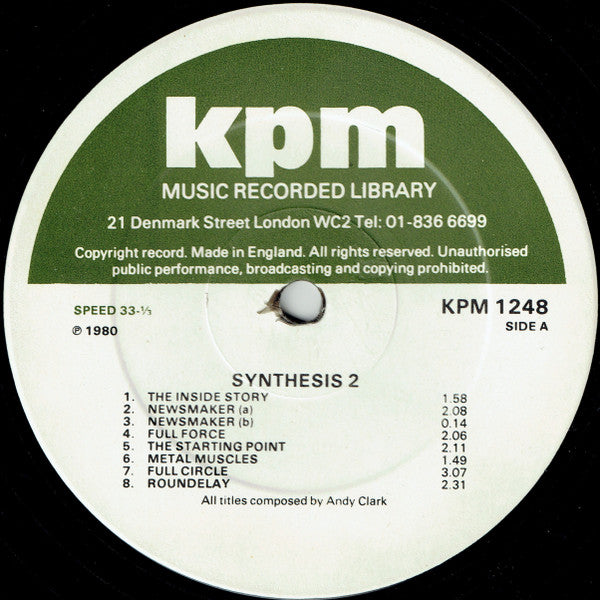 kpm
MUSIC RECORDED LIBRARY
21 Denmark Street London WC2 Tel: 01-836 6699
Copyright record. Made in England. All rights reserved. Unauthorised
public performance, broadcasting and copying prohibited.
SPEED 33-⅓ KPM 1248
℗ 1980 SIDE A
SYNTHESIS 2
1. THE INSIDE STORY 1.58
2. NEWSMAKER (a) 2.08
3. NEWSMAKER (b) 0.14
4. FULL FORCE 2.06
5. THE STARTING POINT 2.11
6. METAL MUSCLES 1.49
7. FULL CIRCLE 3.07
8. ROUNDELAY 2.31
All titles composed by Andy Clark